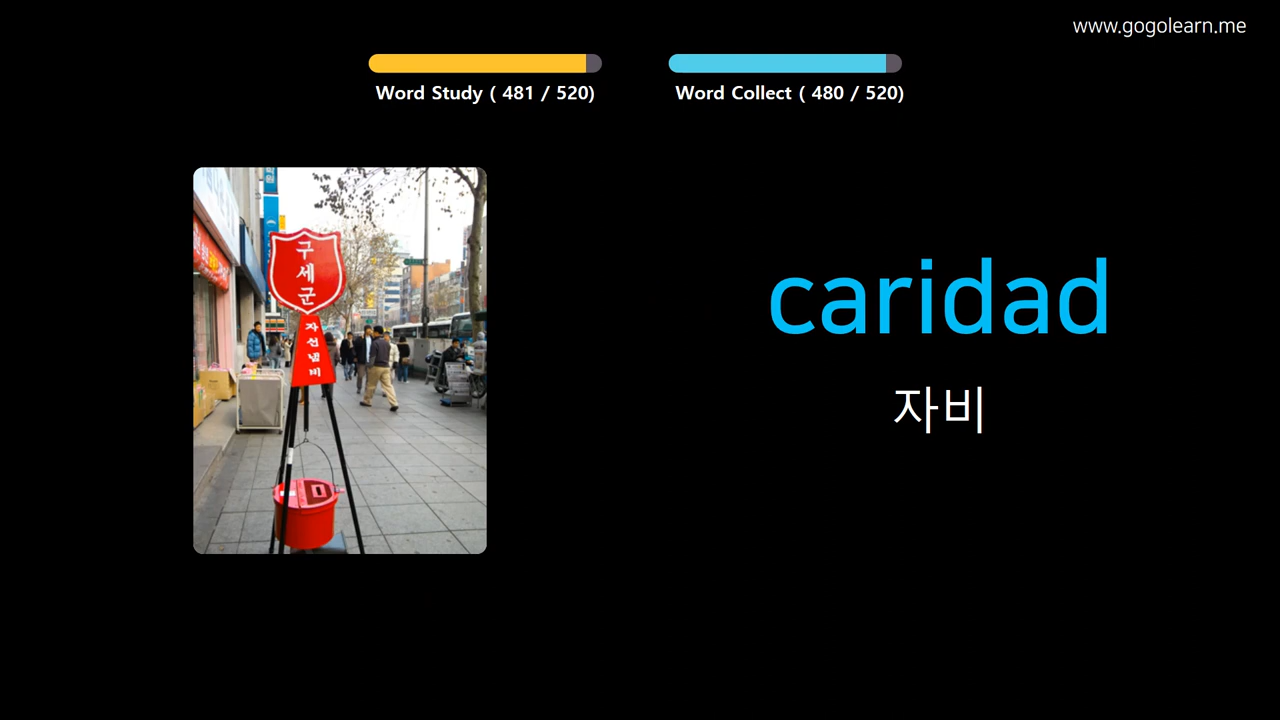 www.gogolearn.me
Word Study ( 481 / 520)
Word Collect ( 480 / 520)
구
세
군
자
선
냄
비
caridad
자비